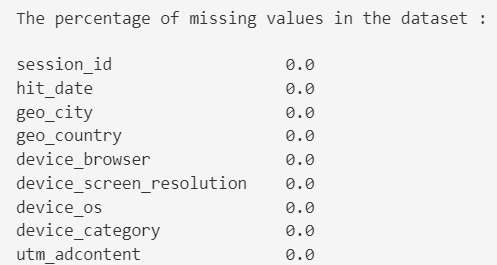 The percentage of missing values in the dataset :
session_id 0.0
hit_date 0.0
geo_city 0.0
geo_country 0.0
device_browser 0.0
device_screen_resolution 0.0
device_os 0.0
device_category 0.0
utm_adcontent 0.0